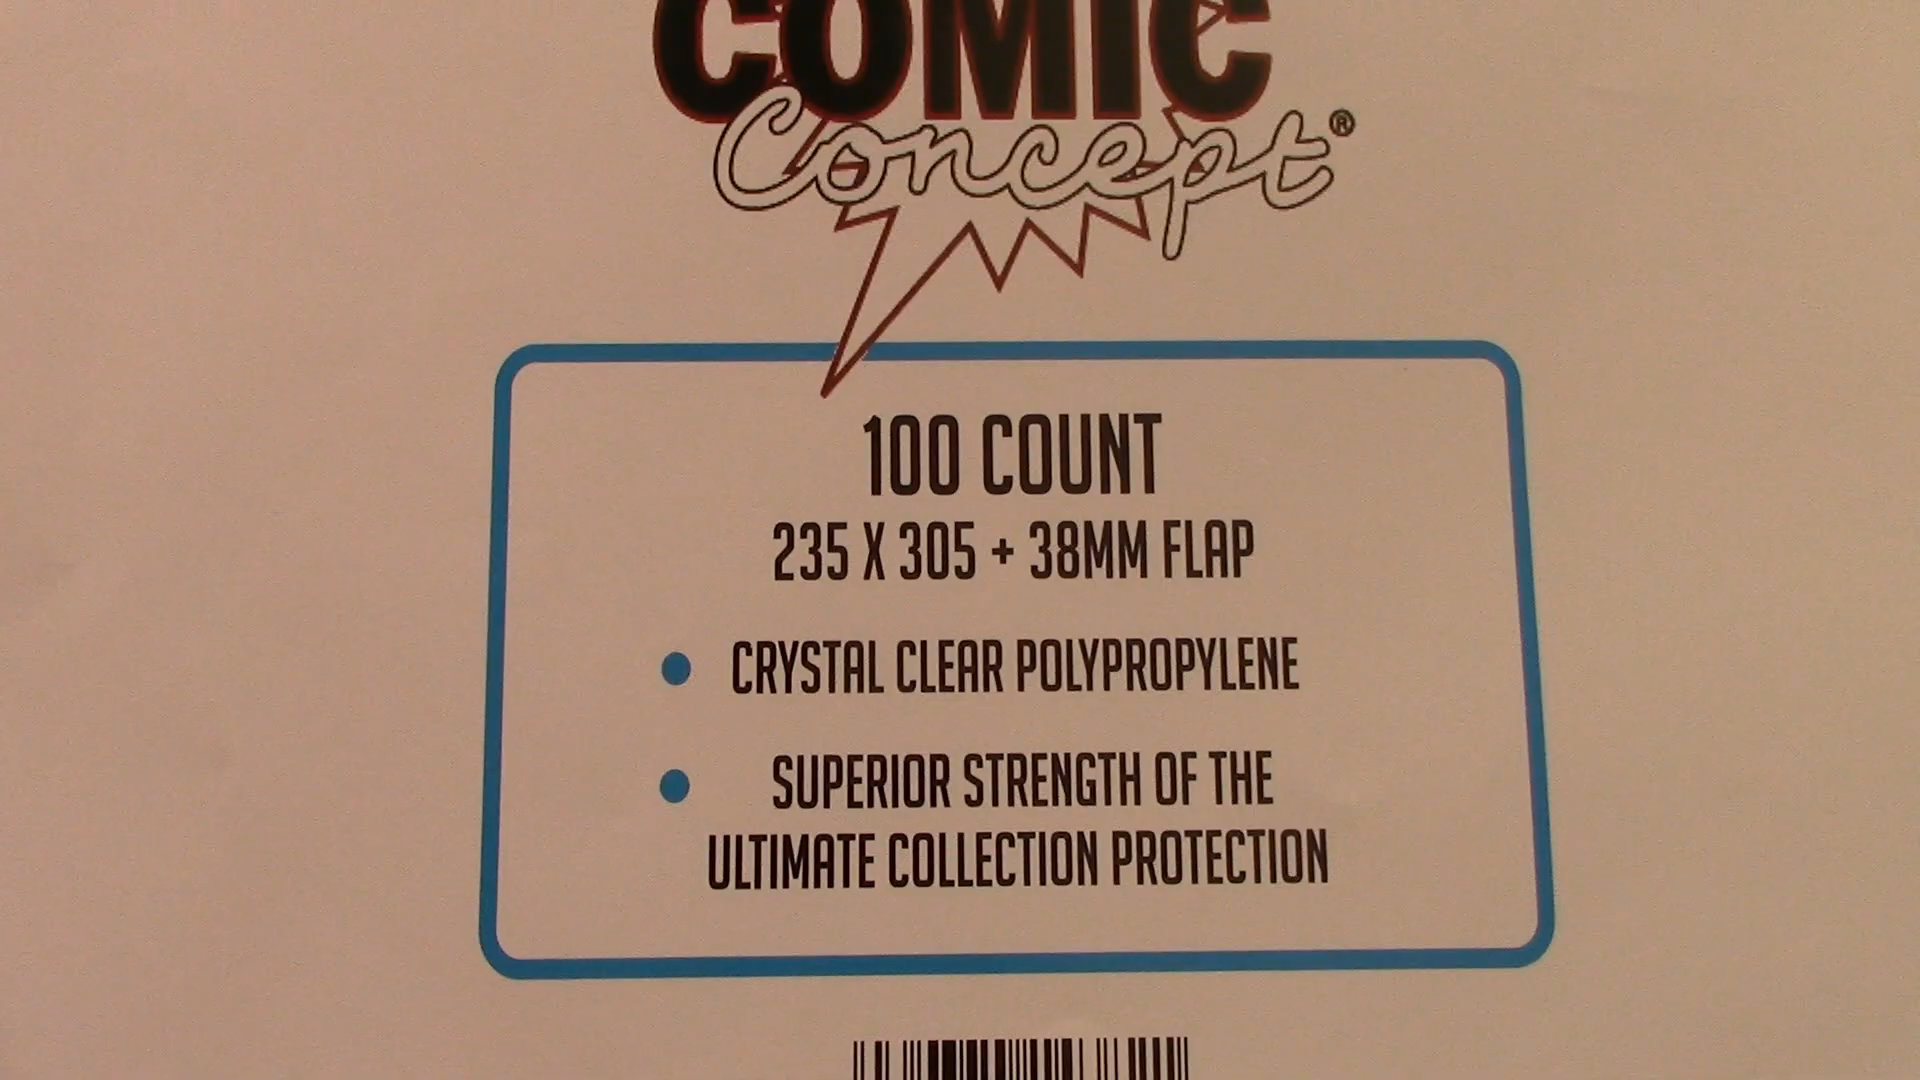 COMIC
Concept®
100 COUNT
235 X 305 + 38MM FLAP
• CRYSTAL CLEAR POLYPROPYLENE
• SUPERIOR STRENGTH OF THE
ULTIMATE COLLECTION PROTECTION